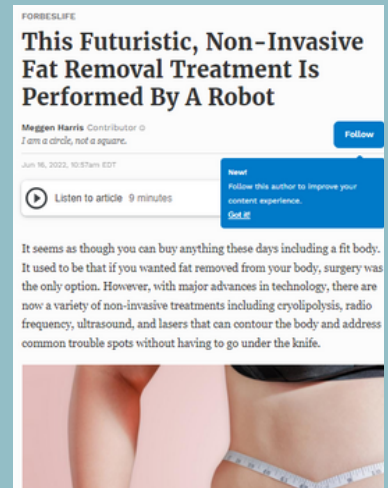 FORBESLIFE
This Futuristic, Non-Invasive
Fat Removal Treatment Is
Performed By A Robot
Meggen Harris Contributor
I am a circle, not a square.
Follow
Jun 16, 2022, 10:57am EDT
New!
Follow this author to improve your
content experience.
Got it!
Listen to article 9 minutes
It seems as though you can buy anything these days including a fit body.
It used to be that if you wanted fat removed from your body, surgery was
the only option. However, with major advances in technology, there are
now a variety of non-invasive treatments including cryolipolysis, radio
frequency, ultrasound, and lasers that can contour the body and address
common trouble spots without having to go under the knife.